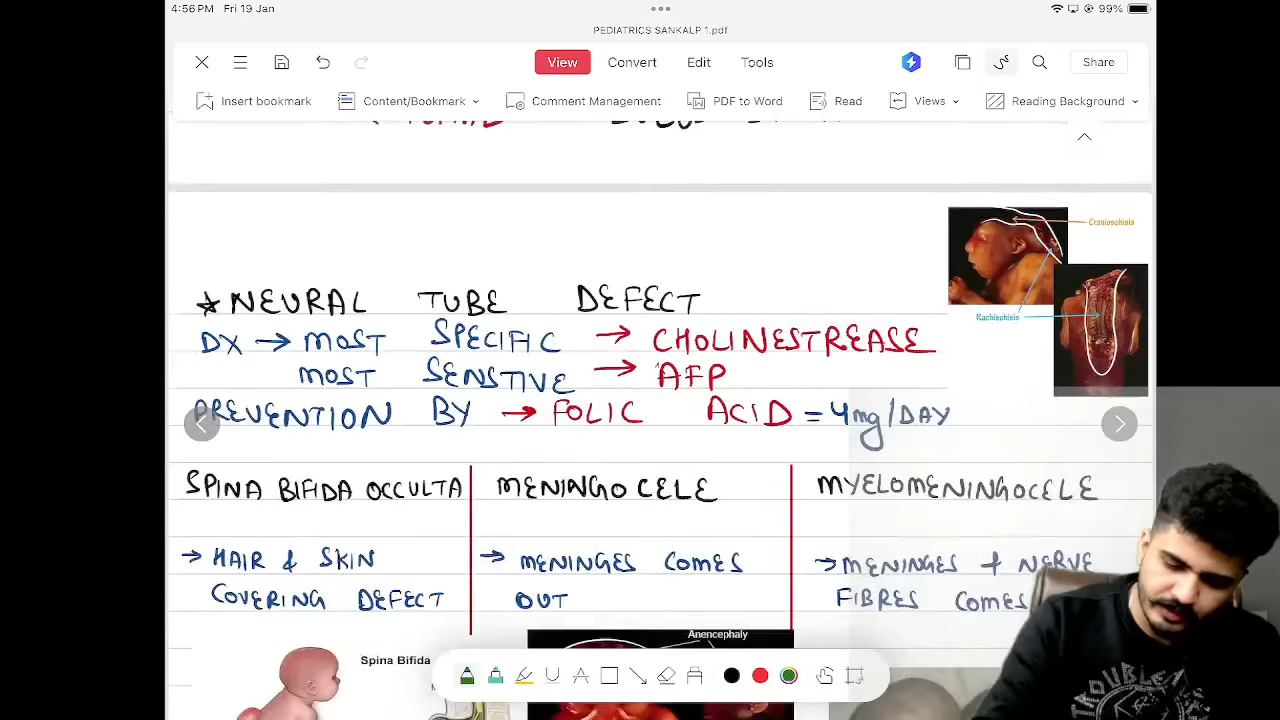 4:56 PM Fri 19 Jan
99%
PEDIATRICS SANKALP 1.pdf
View Convert Edit Tools
Share
Insert bookmark Content/Bookmark Comment Management PDF to Word Read Views Reading Background
Cranioschisis
Rachischisis
★ NEURAL TUBE DEFECT
DX → MOST SPECIFIC → CHOLINESTREASE
MOST SENSTIVE → AFP
PREVENTION BY → FOLIC ACID = 4mg/DAY
SPINA BIFIDA OCCULTA
MENINGOCELE
MYELOMENINGOCELE
→ HAIR & SKIN
COVERING DEFECT
→ MENINGES COMES
OUT
→ MENINGES + NERVE
FIBRES COMES
Anencephaly
Spina Bifida